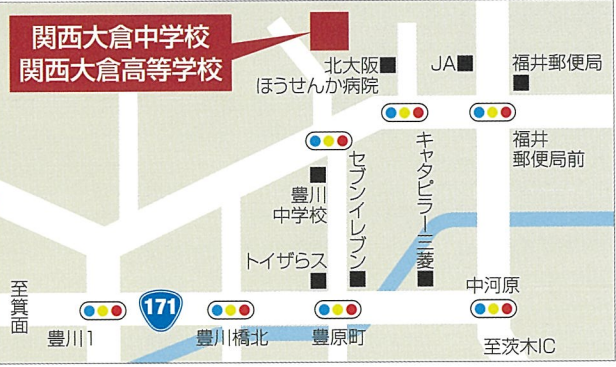 関西大倉中学校
関西大倉高等学校
北大阪
ほうせんか病院
JA
福井郵便局
福井
郵便局前
セブンイレブン
キャタピラー三菱
豊川
中学校
トイザらス
中河原
至箕面
171
豊川1
豊川橋北
豊原町
至茨木IC